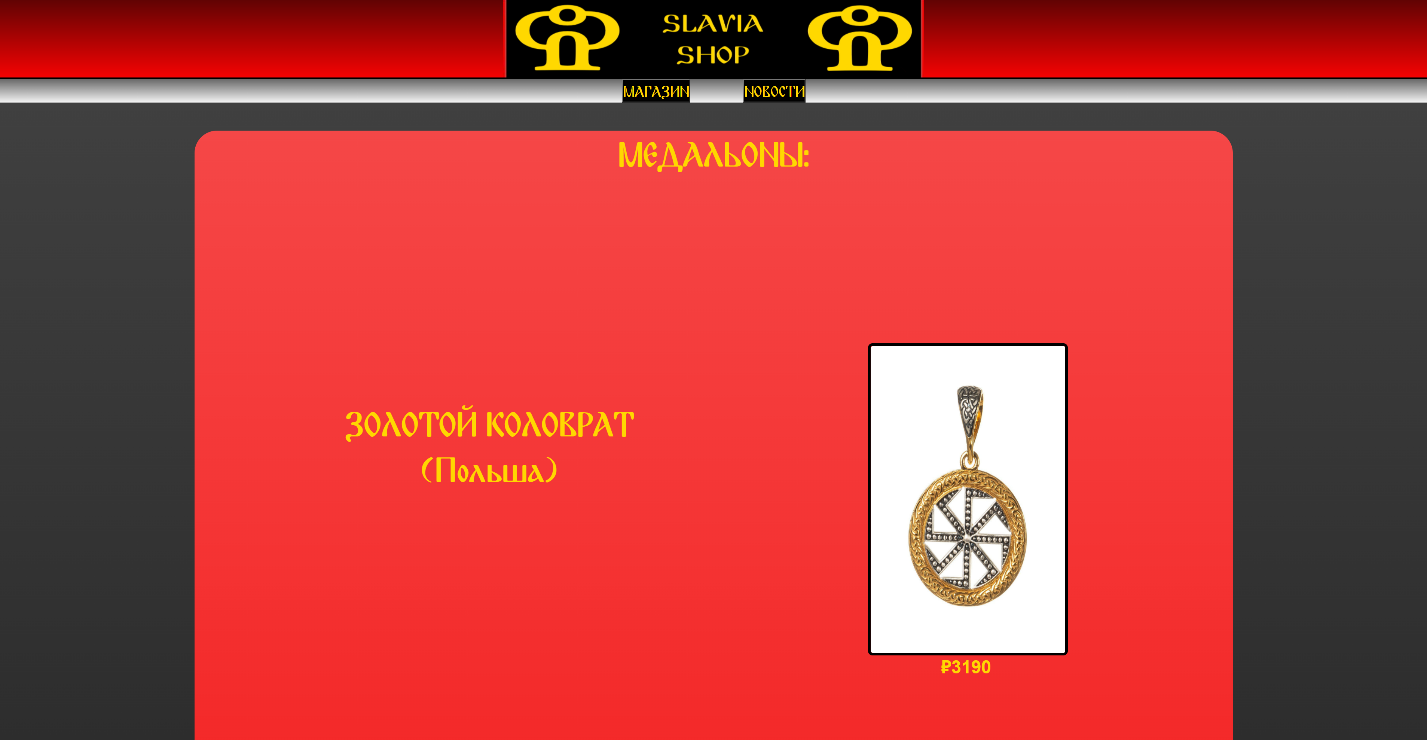 SLAVIA
SHOP
МАГАЗИН НОВОСТИ
МЕДАЛЬОНЫ:
ЗОЛОТОЙ КОЛОВРАТ
(Польша)
₽3190